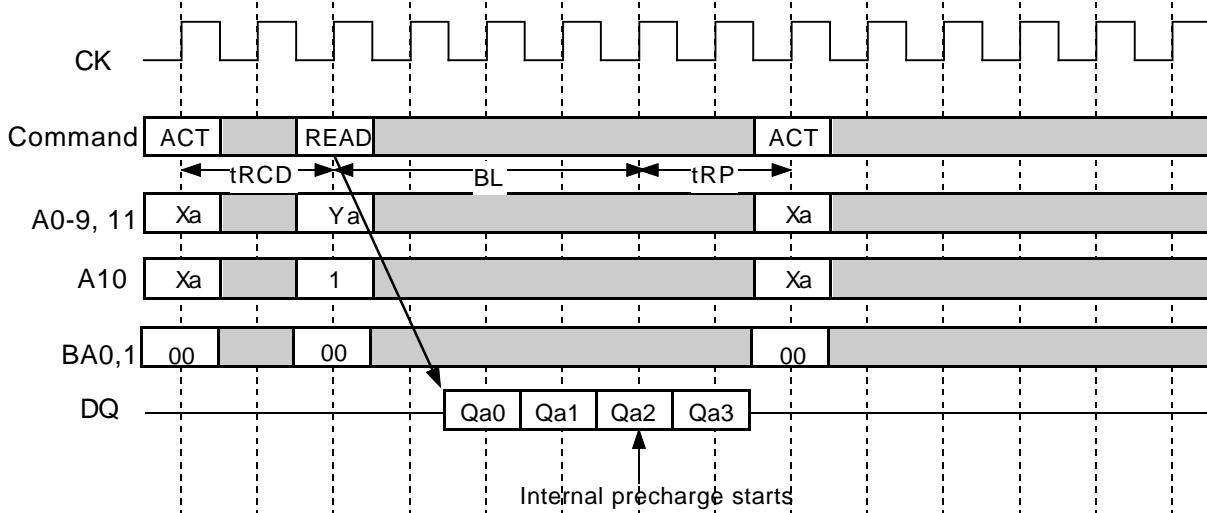 CK
Command ACT READ ACT
tRCD BL tRP
A0-9, 11 Xa Ya Xa
A10 Xa 1 Xa
BA0,1 00 00 00
DQ Qa0 Qa1 Qa2 Qa3
Internal precharge starts